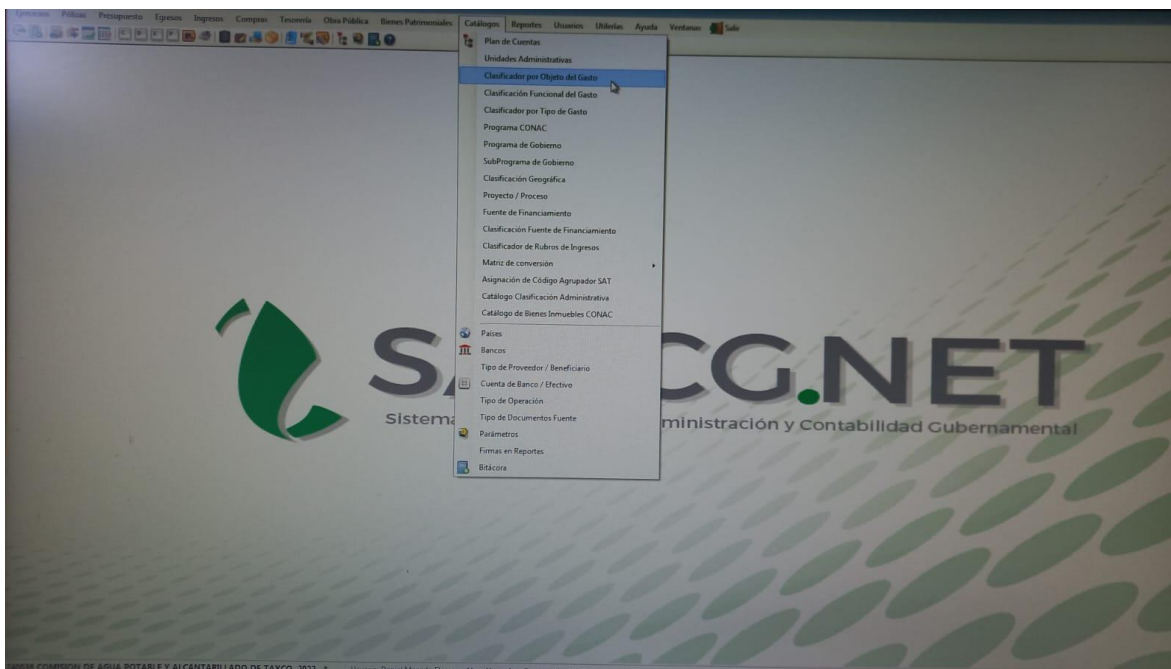 Ejercicios Pólizas Presupuesto Egresos Ingresos Compras Tesorería Obra Pública Bienes Patrimoniales Catálogos Reportes Usuarios Utilerías Ayuda Ventanas Salir
Plan de Cuentas
Unidades Administrativas
Clasificador por Objeto del Gasto
Clasificación Funcional del Gasto
Clasificador por Tipo de Gasto
Programa CONAC
Programa de Gobierno
SubPrograma de Gobierno
Clasificación Geográfica
Proyecto / Proceso
Fuente de Financiamiento
Clasificación Fuente de Financiamiento
Clasificador de Rubros de Ingresos
Matriz de conversión
Asignación de Código Agrupador SAT
Catálogo Clasificación Administrativa
Catálogo de Bienes Inmuebles CONAC
Países
Bancos
Tipo de Proveedor / Beneficiario
Cuenta de Banco / Efectivo
Tipo de Operación
Tipo de Documentos Fuente
Parámetros
Firmas en Reportes
Bitácora
S CG.NET
Sistema ministración y Contabilidad Gubernamental
COMISION DE AGUA POTABLE Y ALCANTARILLADO DE TAXCO 2022